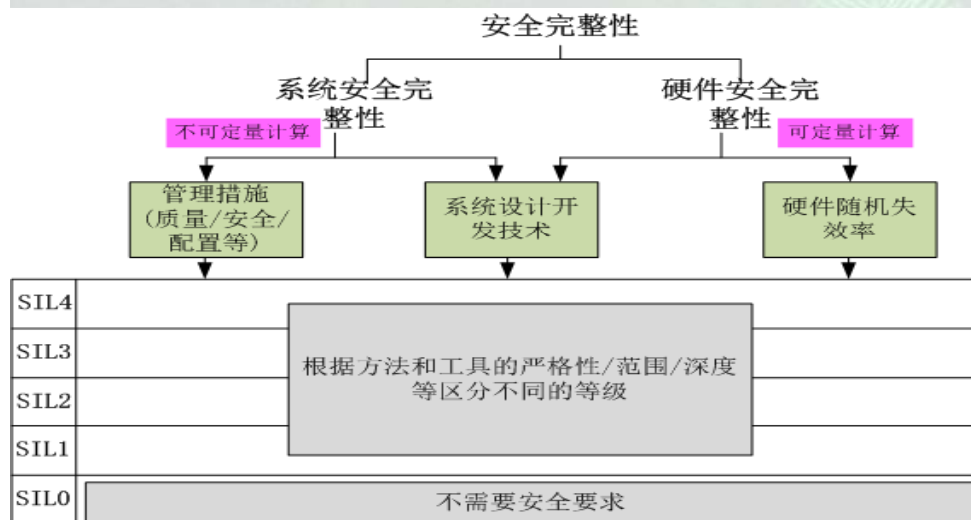 安全完整性
系统安全完
整性
硬件安全完
整性
不可定量计算
可定量计算
管理措施
(质量/安全/
配置等)
系统设计开
发技术
硬件随机失
效率
SIL4
SIL3
根据方法和工具的严格性/范围/深度
等区分不同的等级
SIL2
SIL1
SIL0
不需要安全要求